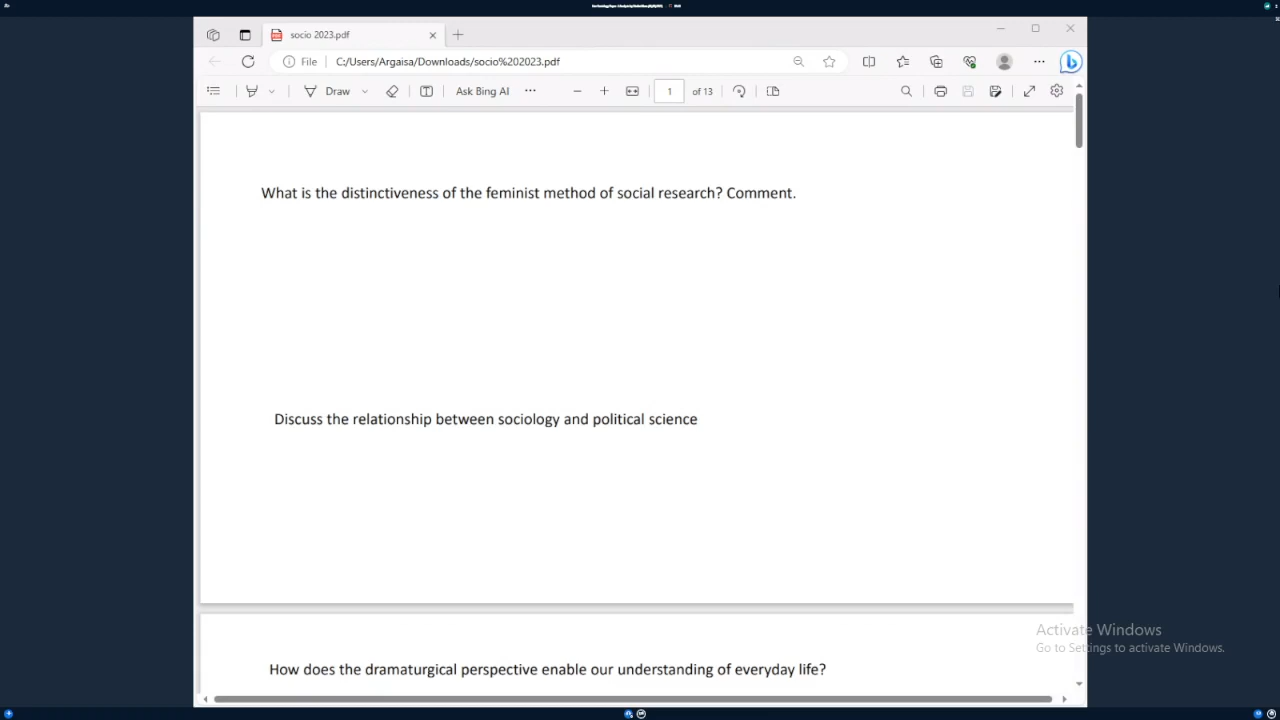 socio 2023.pdf
File
C:/Users/Argaisa/Downloads/socio%202023.pdf
Draw
Ask Bing AI
1
of 13
What is the distinctiveness of the feminist method of social research? Comment.
Discuss the relationship between sociology and political science
How does the dramaturgical perspective enable our understanding of everyday life?
Activate Windows
Go to Settings to activate Windows.